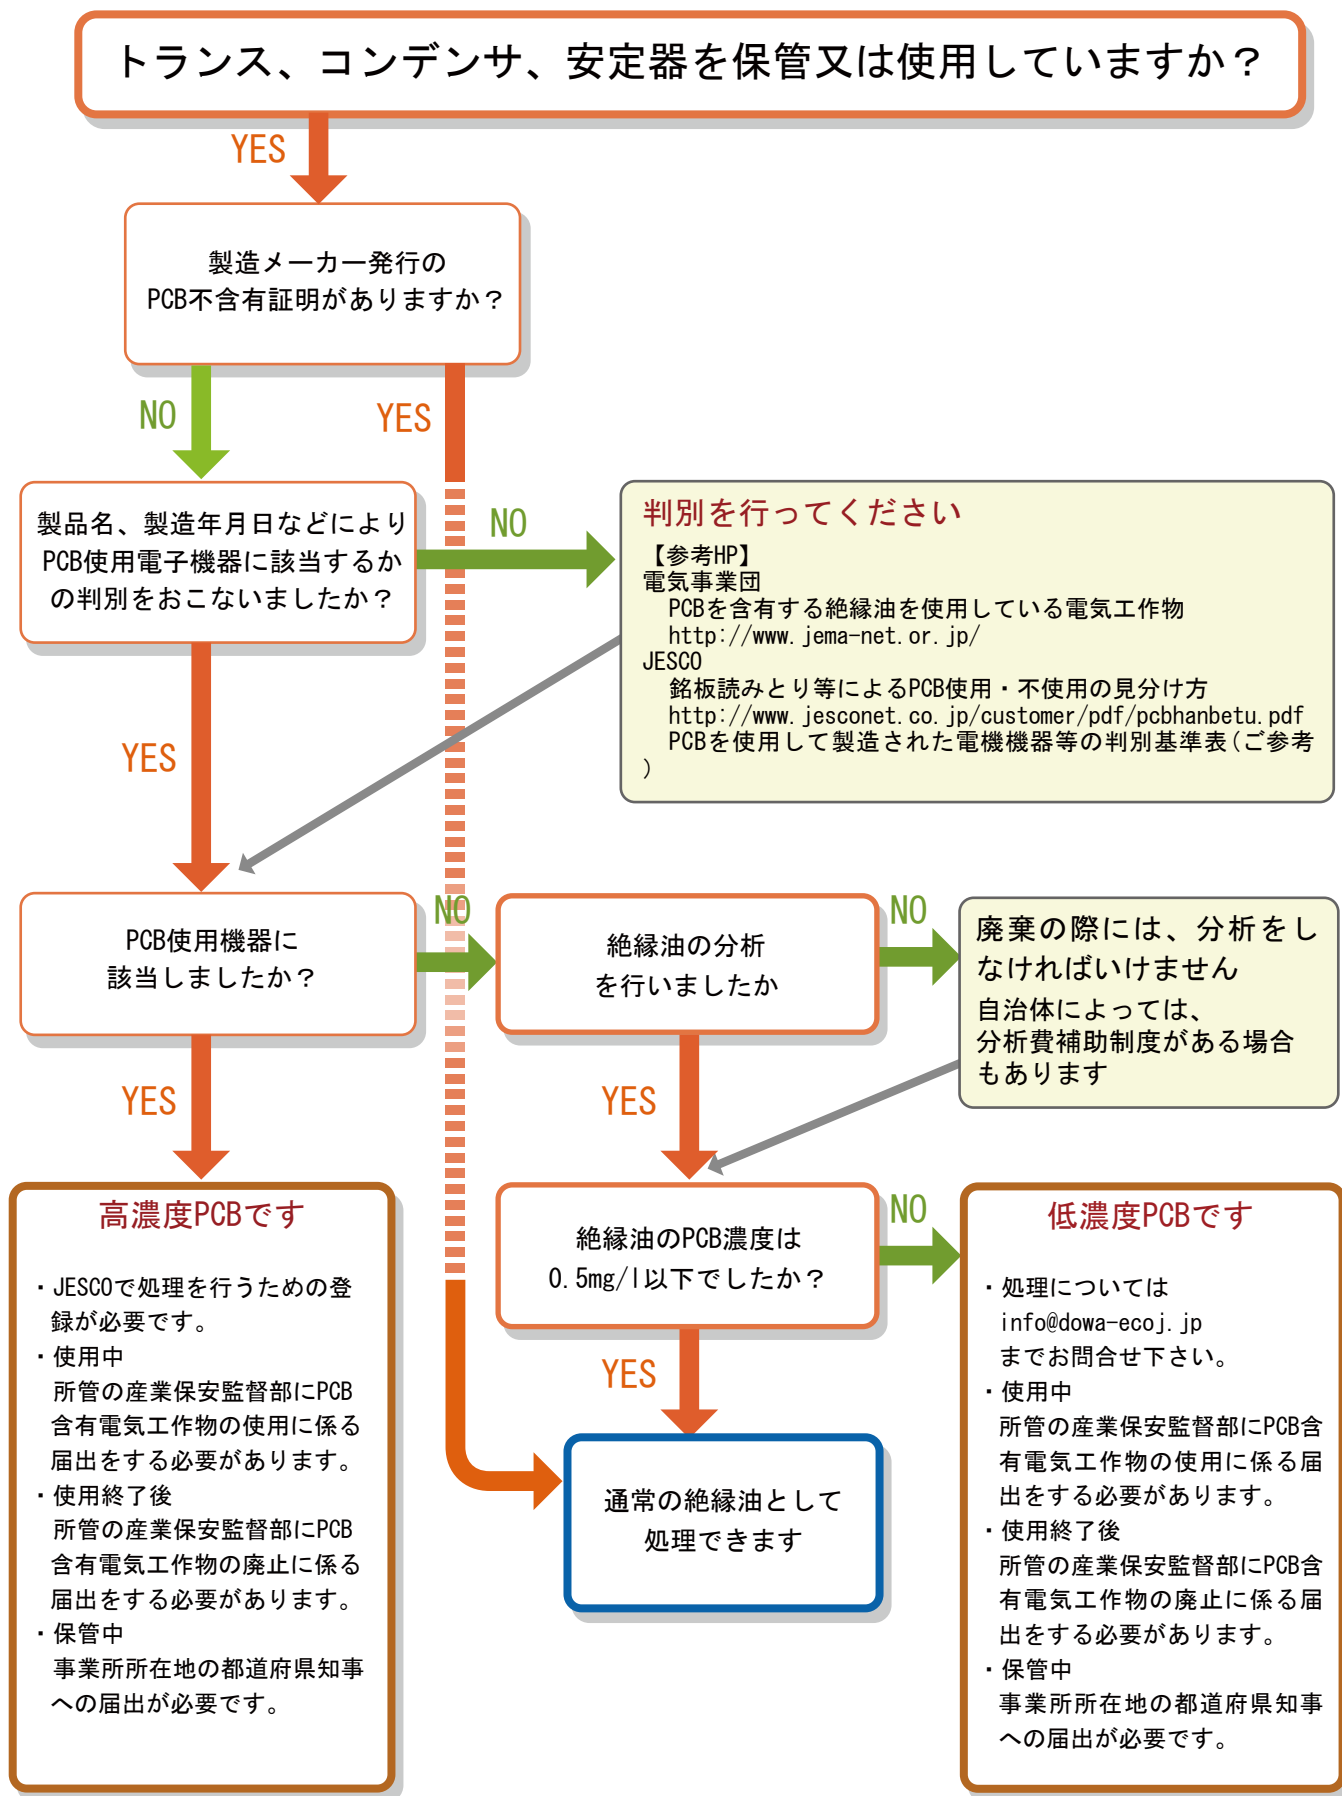 トランス、コンデンサ、安定器を保管又は使用していますか？
YES
製造メーカー発行の
PCB不含有証明がありますか？
NO
YES
製品名、製造年月日などにより
PCB使用電子機器に該当するか
の判別をおこないましたか？
NO
判別を行ってください
【参考HP】
電気事業団
PCBを含有する絶縁油を使用している電気工作物
http://www.jema-net.or.jp/
JESCO
銘板読みとり等によるPCB使用・不使用の見分け方
http://www.jesconet.co.jp/customer/pdf/pcbhanbetu.pdf
PCBを使用して製造された電機機器等の判別基準表(ご参考
)
YES
PCB使用機器に
該当しましたか？
NO
絶縁油の分析
を行いましたか
NO
廃棄の際には、分析をし
なければいけません
自治体によっては、
分析費補助制度がある場合
もあります
YES
YES
高濃度PCBです
・JESCOで処理を行うための登
録が必要です。
・使用中
所管の産業保安監督部にPCB
含有電気工作物の使用に係る
届出をする必要があります。
・使用終了後
所管の産業保安監督部にPCB
含有電気工作物の廃止に係る
届出をする必要があります。
・保管中
事業所所在地の都道府県知事
への届出が必要です。
絶縁油のPCB濃度は
0.5mg/l以下でしたか？
NO
YES
通常の絶縁油として
処理できます
低濃度PCBです
・処理については
info@dowa-ecoj.jp
までお問合せ下さい。
・使用中
所管の産業保安監督部にPCB含
有電気工作物の使用に係る届
出をする必要があります。
・使用終了後
所管の産業保安監督部にPCB含
有電気工作物の廃止に係る届
出をする必要があります。
・保管中
事業所所在地の都道府県知事
への届出が必要です。